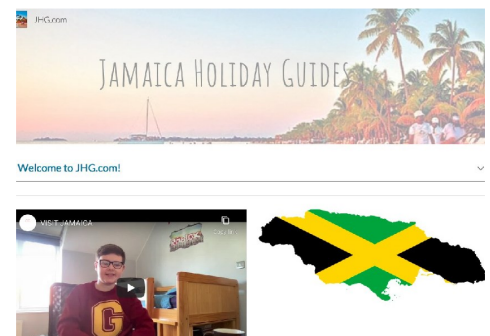 JHG.com
JAMAICA HOLIDAY GUIDES
Welcome to JHG.com!
VISIT JAMAICA
G